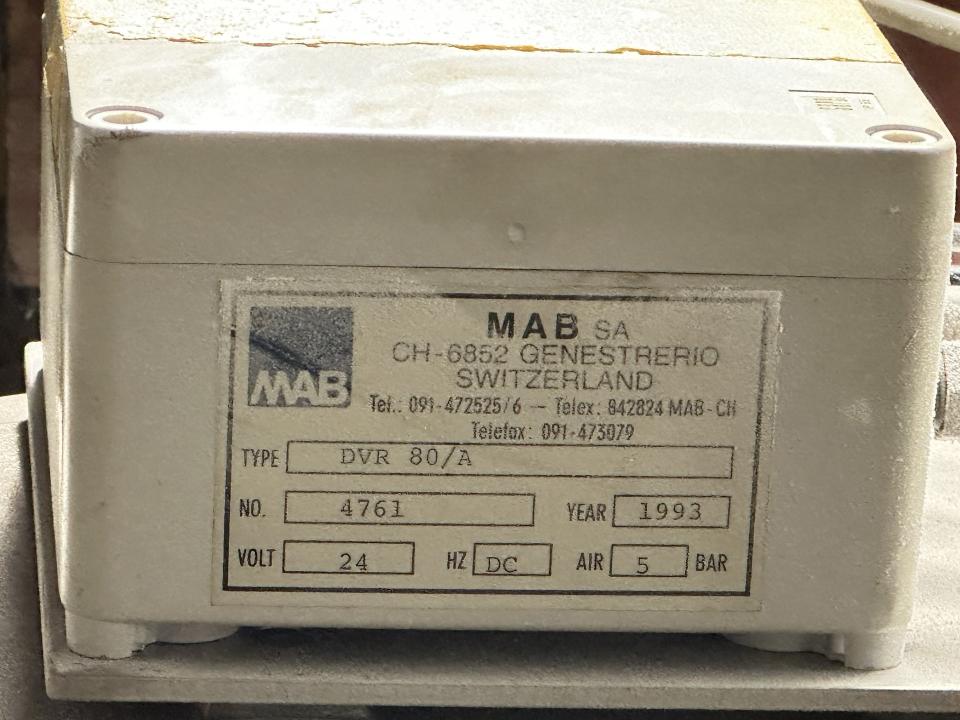 MAB SA
MAB
CH-6852 GENESTRERIO
SWITZERLAND
Tel.: 091-472525/6 — Telex: 842824 MAB-CH
Telefax: 091-473079
TYPE DVR 80/A
NO. 4761 YEAR 1993
VOLT 24 HZ DC AIR 5 BAR